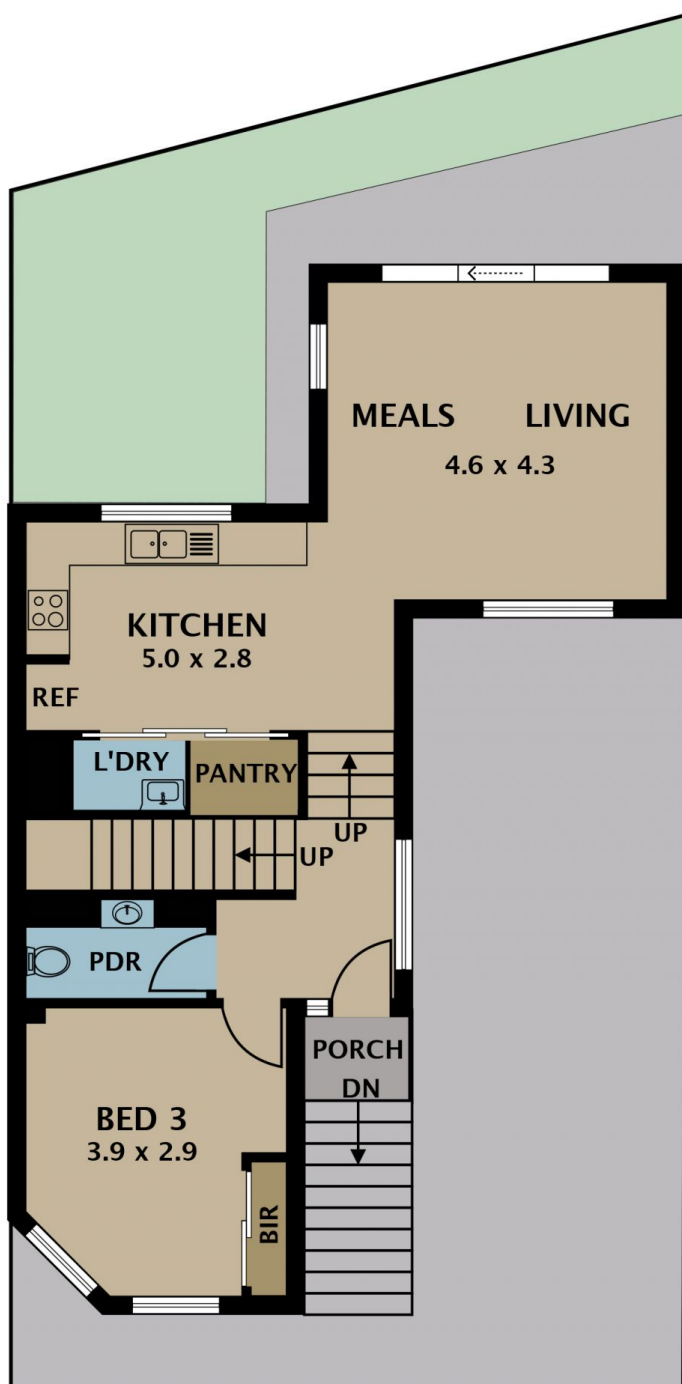 MEALS LIVING
4.6 x 4.3
KITCHEN
5.0 x 2.8
REF
L'DRY
PANTRY
UP
UP
PDR
PORCH
DN
BED 3
3.9 x 2.9
BIR